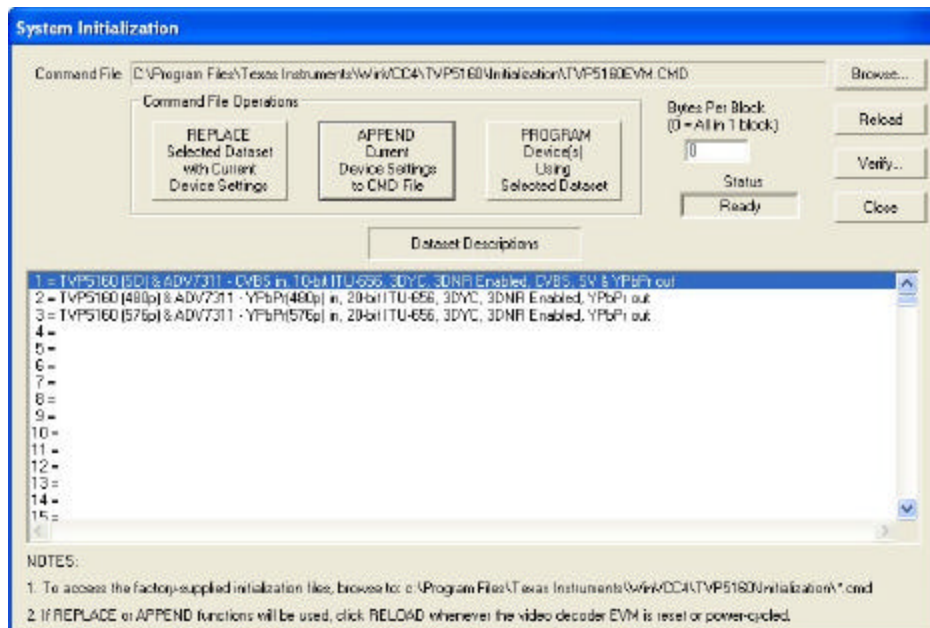 System Initialization
Command File C:\Program Files\Texas Instruments\WinVCC4\TVP5160\Initialization\TVP5160EVM.CMD Browse...
Command File Operations
REPLACE
Selected Dataset
with Current
Device Settings
APPEND
Current
Device Settings
to CMD File
PROGRAM
Device(s)
Using
Selected Dataset
Bytes Per Block
(0 = All in 1 block)
0
Status
Ready
Reload
Verify...
Close
Dataset Descriptions
1 = TVP5160 (SD) & ADV7311 - CVBS in, 10-bit ITU-656, 3DYC, 3DNR Enabled, CVBS, SV & YPbPr out
2 = TVP5160 (480p) & ADV7311 - YPbPr(480p) in, 20-bit ITU-656, 3DYC, 3DNR Enabled, YPbPr out
3 = TVP5160 (576p) & ADV7311 - YPbPr(576p) in, 20-bit ITU-656, 3DYC, 3DNR Enabled, YPbPr out
4 =
5 =
6 =
7 =
8 =
9 =
10 =
11 =
12 =
13 =
14 =
15 =
NOTES:
1. To access the factory-supplied initialization files, browse to: c:\Program Files\Texas Instruments\WinVCC4\TVP5160\Initialization\*.cmd
2. If REPLACE or APPEND functions will be used, click RELOAD whenever the video decoder EVM is reset or power-cycled.